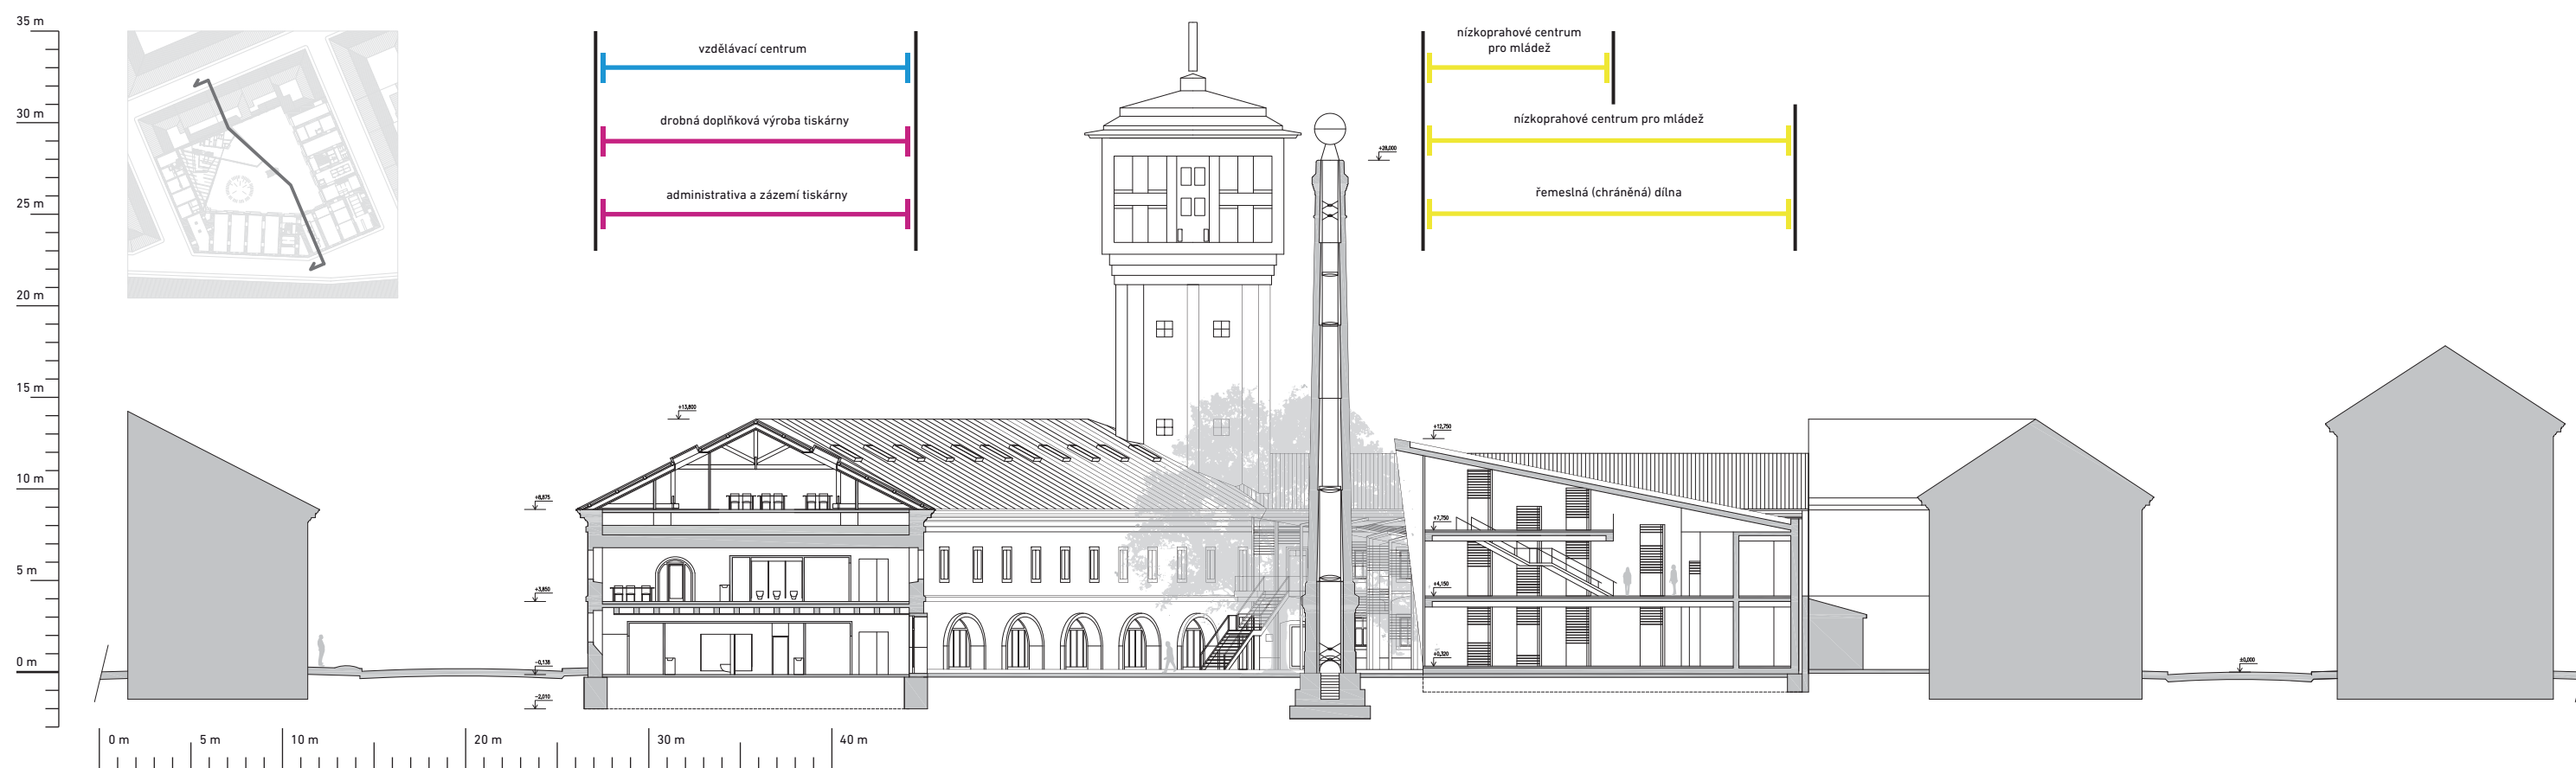 35 m
30 m
25 m
20 m
15 m
10 m
5 m
0 m
vzdělávací centrum
drobná doplňková výroba tiskárny
administrativa a zázemí tiskárny
nízkoprahové centrum
pro mládež
nízkoprahové centrum pro mládež
řemeslná (chráněná) dílna
+28,000
+13,800
+12,750
+8,875
+7,750
+3,850
+4,150
-0,138
+0,320
±0,000
-2,010
0 m
5 m
10 m
20 m
30 m
40 m